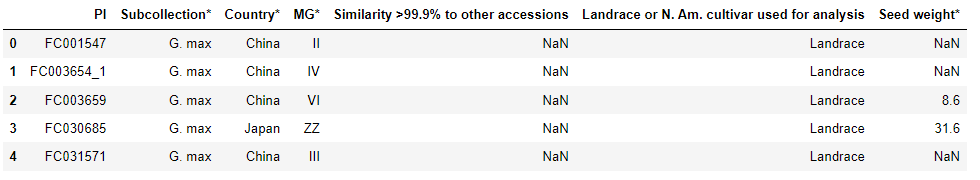 PI Subcollection* Country* MG* Similarity >99.9% to other accessions Landrace or N. Am. cultivar used for analysis Seed weight*
0 FC001547 G. max China II NaN Landrace NaN
1 FC003654_1 G. max China IV NaN Landrace NaN
2 FC003659 G. max China VI NaN Landrace 8.6
3 FC030685 G. max Japan ZZ NaN Landrace 31.6
4 FC031571 G. max China III NaN Landrace NaN